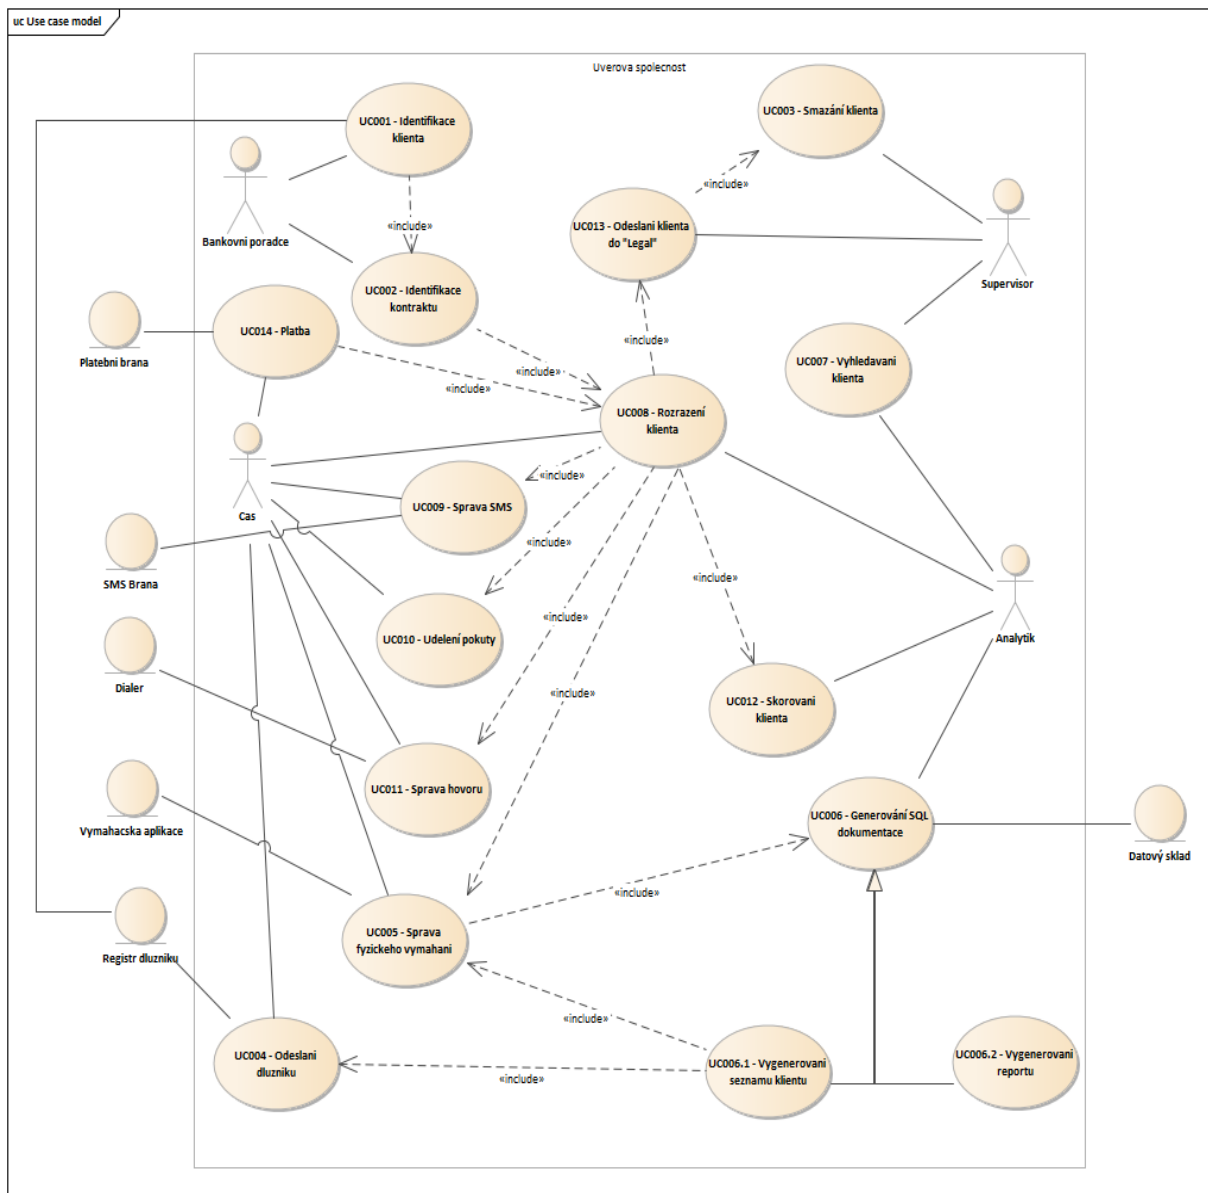 uc Use case model
Uverova spolecnost
UC003 - Smazání klienta
UC001 - Identifikace
klienta
«include»
«include»
UC013 - Odeslani klienta
do "Legal"
Bankovni poradce
UC002 - Identifikace
kontraktu
Supervisor
UC014 - Platba
Platebni brana
«include»
UC007 - Vyhledavani
klienta
«include»
«include»
UC008 - Rozrazení
klienta
«include»
UC009 - Sprava SMS
Cas
«include»
SMS Brana
«include»
UC010 - Udelení pokuty
Analytik
«include»
Dialer
«include»
UC012 - Skorovani
klienta
UC011 - Sprava hovoru
UC006 - Generování SQL
dokumentace
Vymahacska aplikace
Datový sklad
«include»
UC005 - Sprava
fyzickeho vymahani
Registr dluzniku
«include»
UC004 - Odeslani
dluzniku
UC006.1 - Vygenerovani
seznamu klientu
UC006.2 - Vygenerovani
reportu
«include»